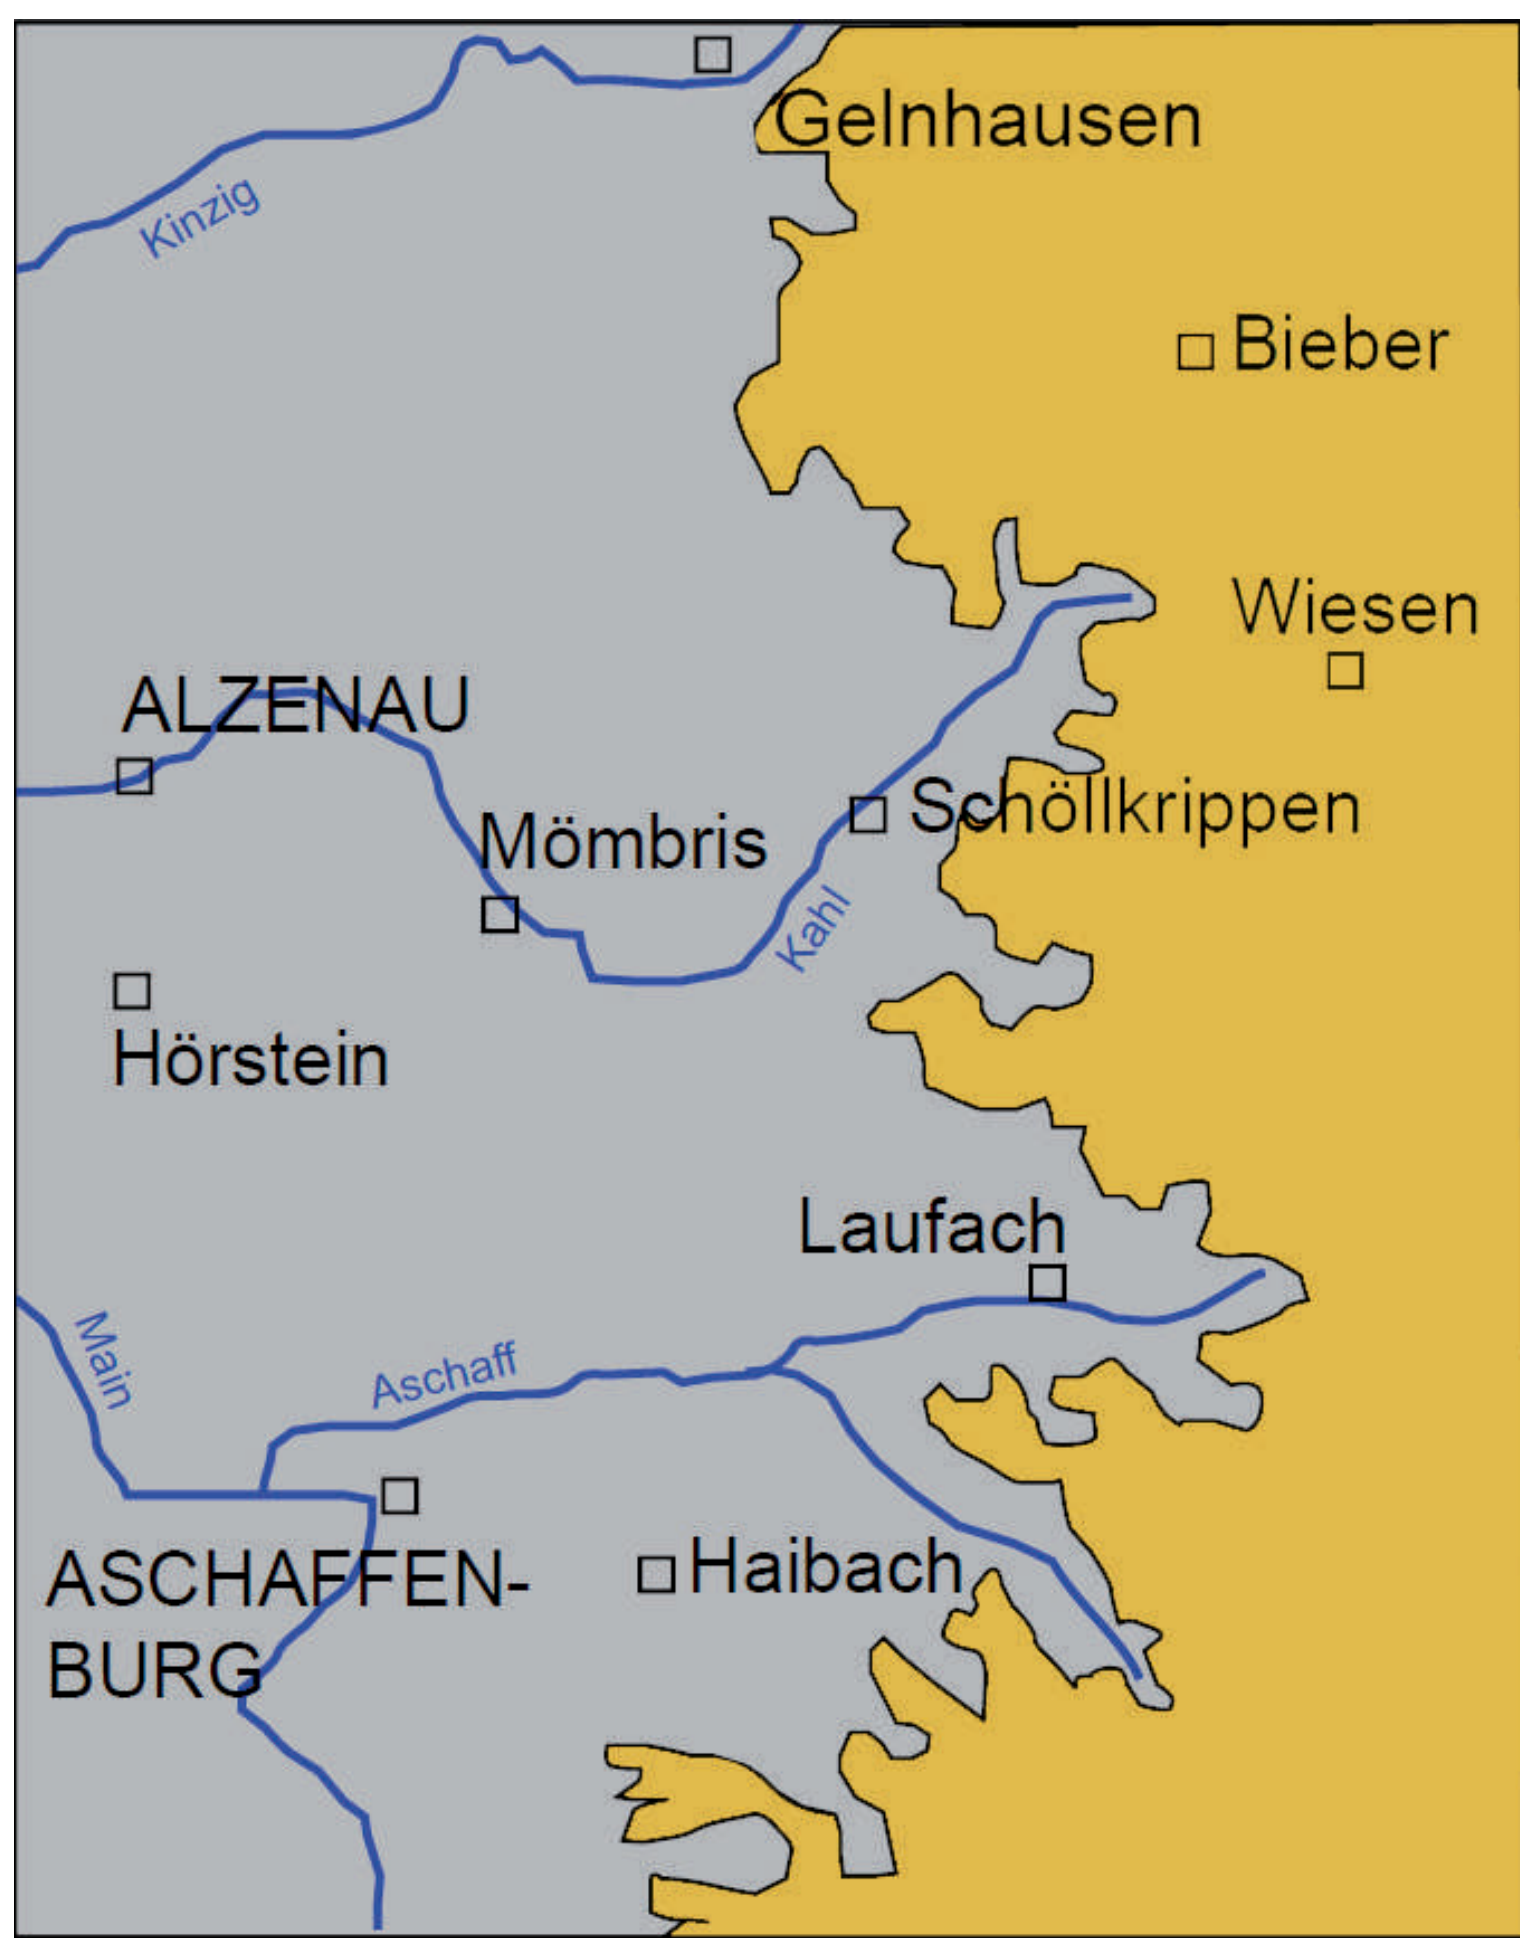 Gelnhausen
Kinzig
Bieber
Wiesen
ALZENAU
Schöllkrippen
Mömbris
Kahl
Hörstein
Laufach
Main
Aschaff
Haibach
ASCHAFFEN-
BURG